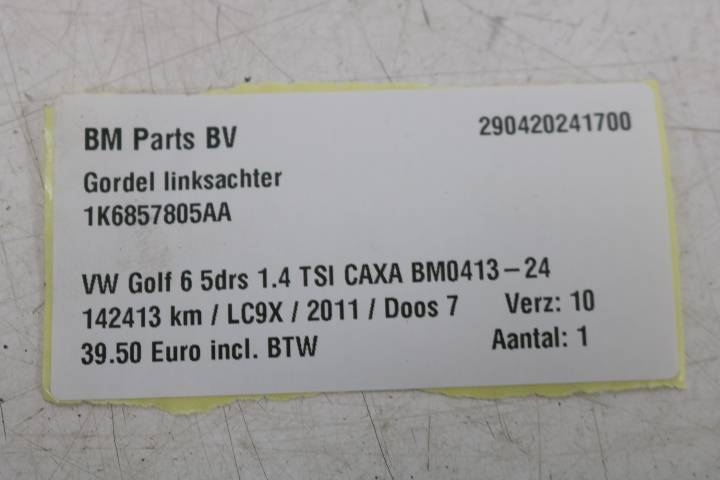 BM Parts BV 290420241700
Gordel linksachter
1K6857805AA
VW Golf 6 5drs 1.4 TSI CAXA BM0413-24
142413 km / LC9X / 2011 / Doos 7 Verz: 10
39.50 Euro incl. BTW Aantal: 1